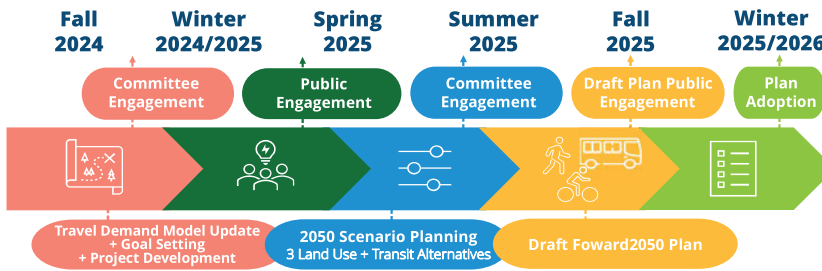 Fall
2024
Winter
2024/2025
Spring
2025
Summer
2025
Fall
2025
Winter
2025/2026
Committee
Engagement
Public
Engagement
Committee
Engagement
Draft Plan Public
Engagement
Plan
Adoption
Travel Demand Model Update
+ Goal Setting
+ Project Development
2050 Scenario Planning
3 Land Use + Transit Alternatives
Draft Foward2050 Plan